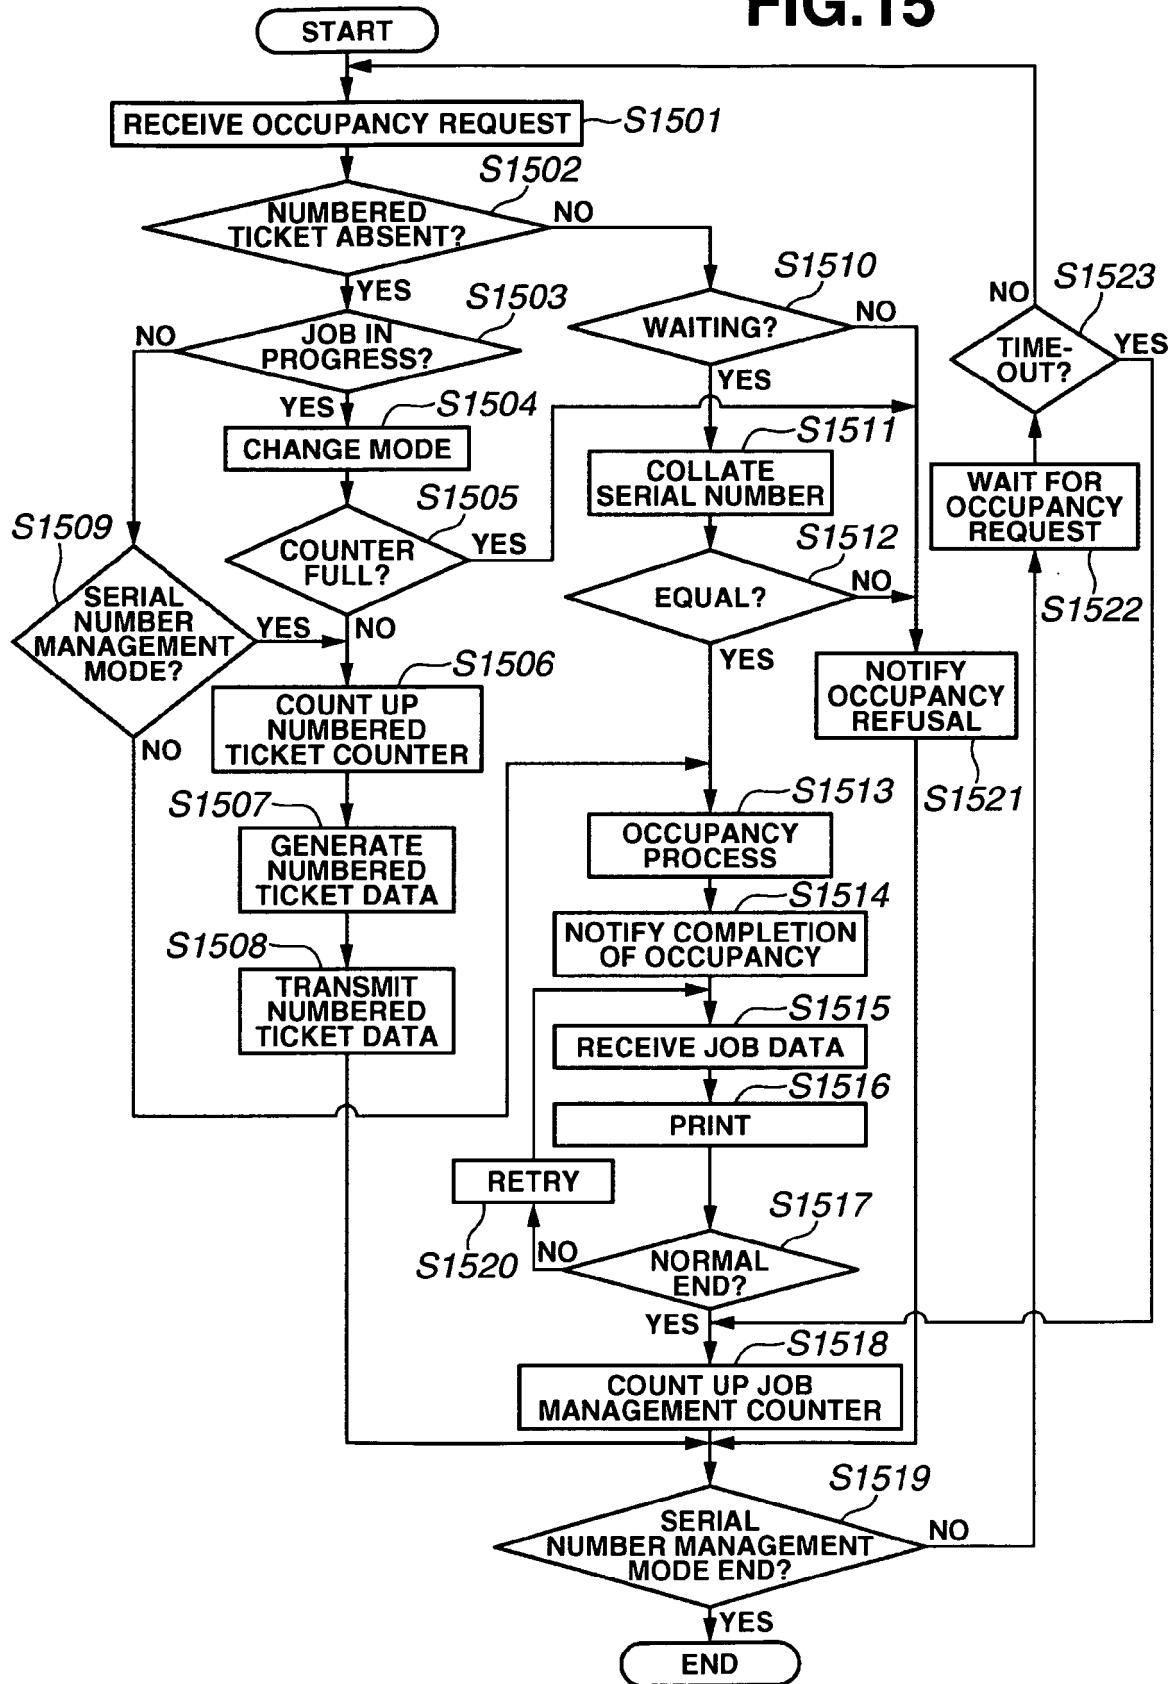 FIG.15
START
RECEIVE OCCUPANCY REQUEST
S1501
S1502
NUMBERED
TICKET ABSENT?
NO
YES
S1503
JOB IN
PROGRESS?
NO
YES
S1504
CHANGE MODE
S1505
COUNTER
FULL?
YES
NO
S1509
SERIAL
NUMBER
MANAGEMENT
MODE?
YES
NO
S1506
COUNT UP
NUMBERED
TICKET COUNTER
S1507
GENERATE
NUMBERED
TICKET DATA
S1508
TRANSMIT
NUMBERED
TICKET DATA
S1510
WAITING?
NO
YES
S1511
COLLATE
SERIAL NUMBER
S1512
EQUAL?
NO
YES
S1513
OCCUPANCY
PROCESS
S1514
NOTIFY COMPLETION
OF OCCUPANCY
S1515
RECEIVE JOB DATA
S1516
PRINT
RETRY
S1520
NO
S1517
NORMAL
END?
YES
S1518
COUNT UP JOB
MANAGEMENT COUNTER
S1519
SERIAL
NUMBER MANAGEMENT
MODE END?
NO
YES
END
NOTIFY
OCCUPANCY
REFUSAL
S1521
WAIT FOR
OCCUPANCY
REQUEST
S1522
S1523
TIME-
OUT?
NO
YES